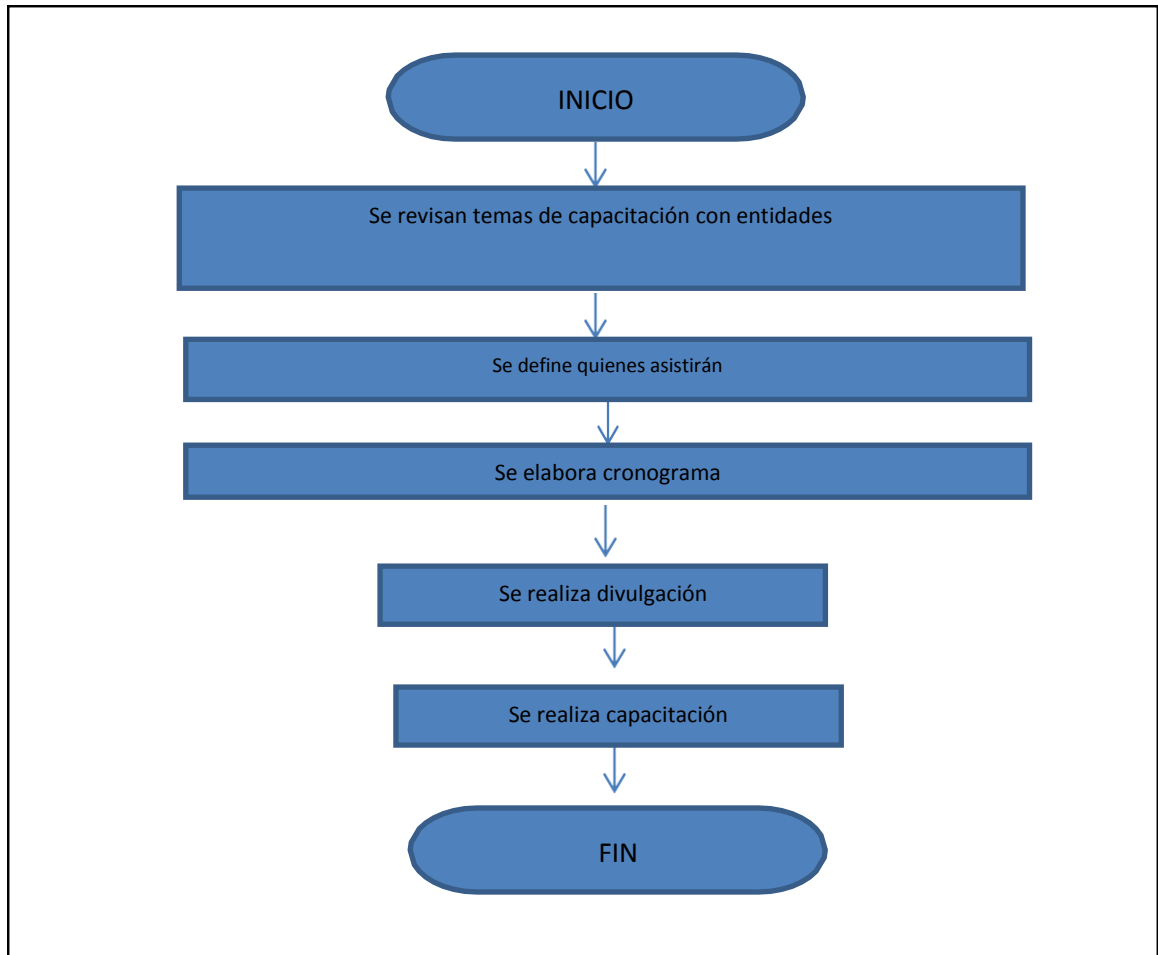 INICIO
Se revisan temas de capacitación con entidades
Se define quienes asistirán
Se elabora cronograma
Se realiza divulgación
Se realiza capacitación
FIN